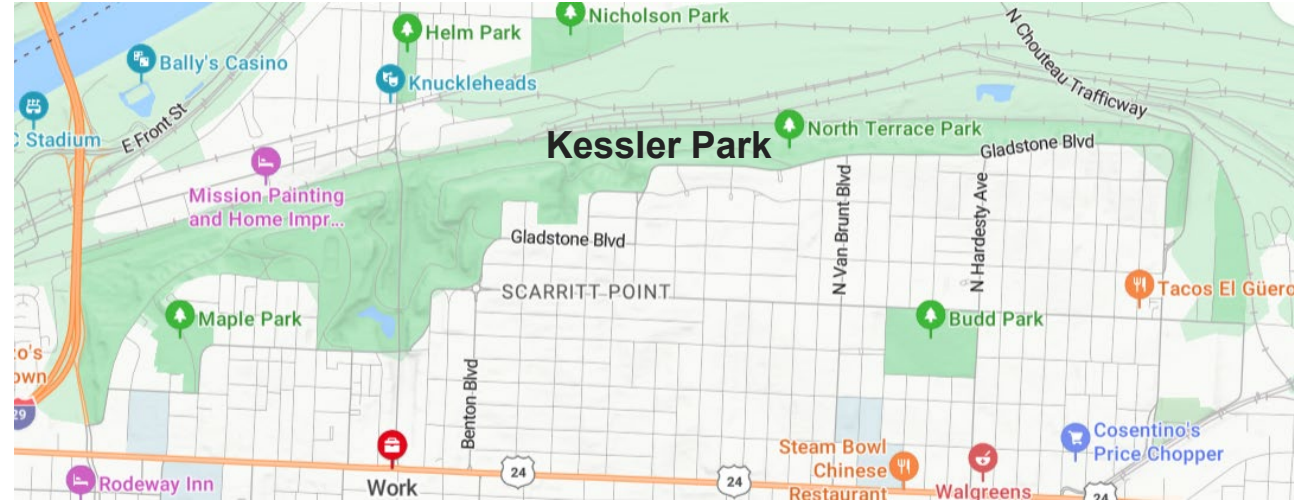 Nicholson Park
Helm Park
N Chouteau Trafficway
Bally's Casino
Knuckleheads
C Stadium
E Front St
North Terrace Park
Kessler Park
Gladstone Blvd
Mission Painting
and Home Impr...
N Van Brunt Blvd
N Hardesty Ave
Gladstone Blvd
SCARRITT POINT
Tacos El Güero
Maple Park
Budd Park
to's
own
29
Benton Blvd
Cosentino's
Price Chopper
Steam Bowl
Chinese
Restaurant
24
24
24
Rodeway Inn
Work
Walgreens